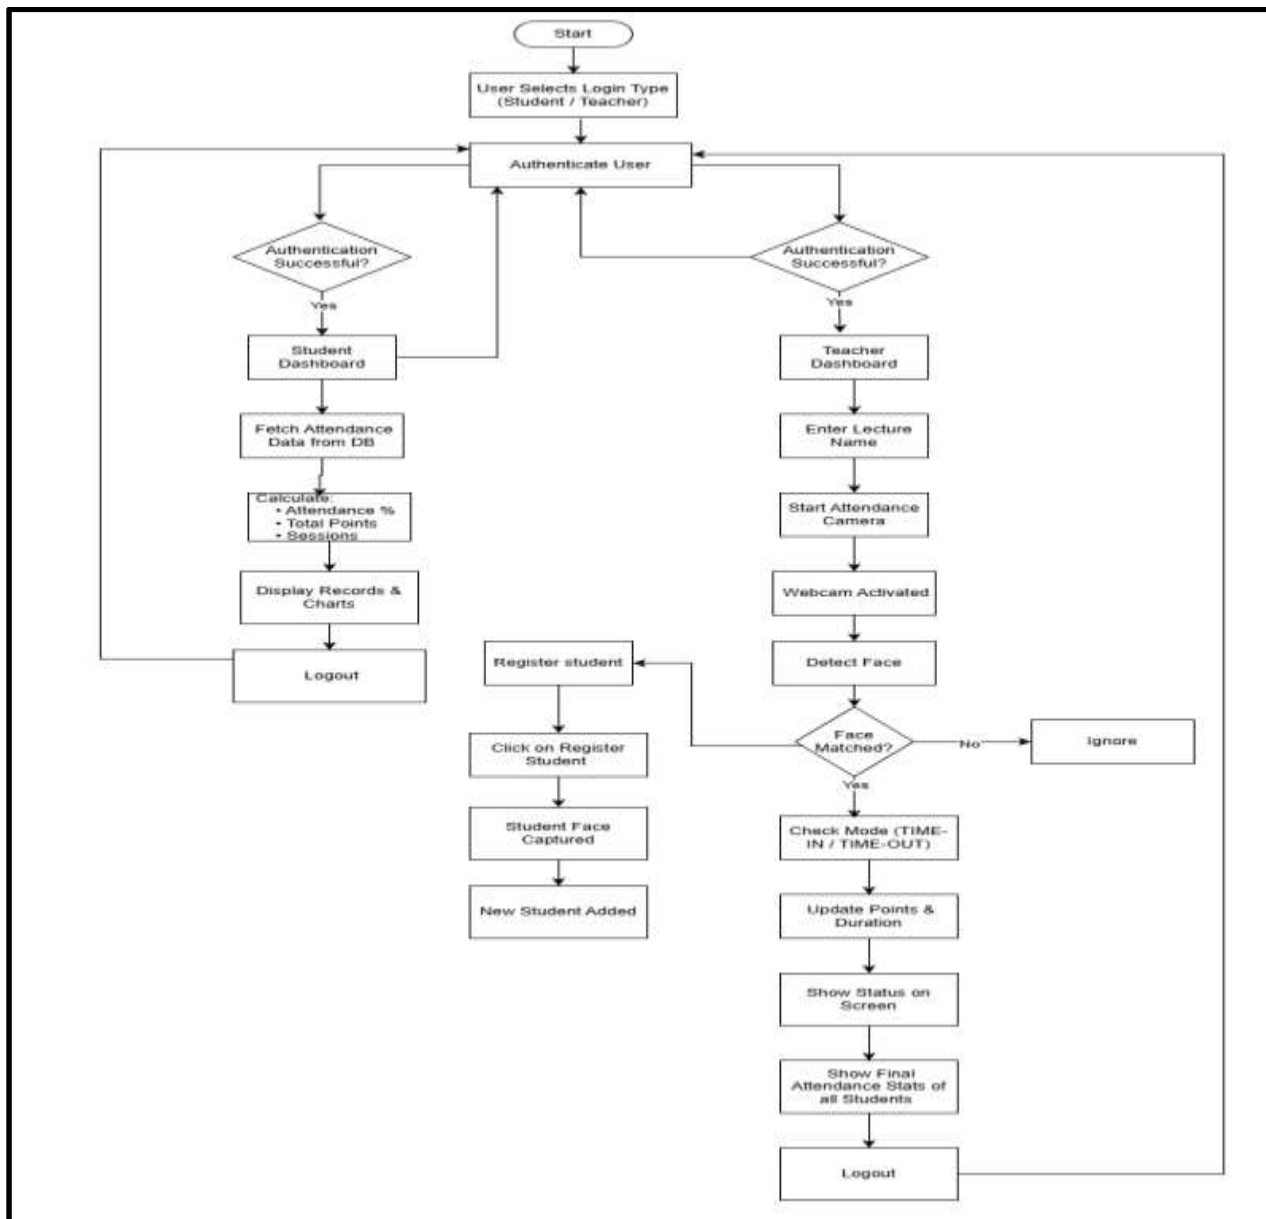 Start
User Selects Login Type
(Student / Teacher)
Authenticate User
Authentication
Successful?
Yes
Student
Dashboard
Fetch Attendance
Data from DB
Calculate:
• Attendance %
• Total Points
• Sessions
Display Records &
Charts
Logout
Authentication
Successful?
Yes
Teacher
Dashboard
Enter Lecture
Name
Start Attendance
Camera
Webcam Activated
Detect Face
Face
Matched?
No
Ignore
Yes
Register student
Click on Register
Student
Student Face
Captured
New Student Added
Check Mode (TIME-
IN / TIME-OUT)
Update Points &
Duration
Show Status on
Screen
Show Final
Attendance Stats of
all Students
Logout